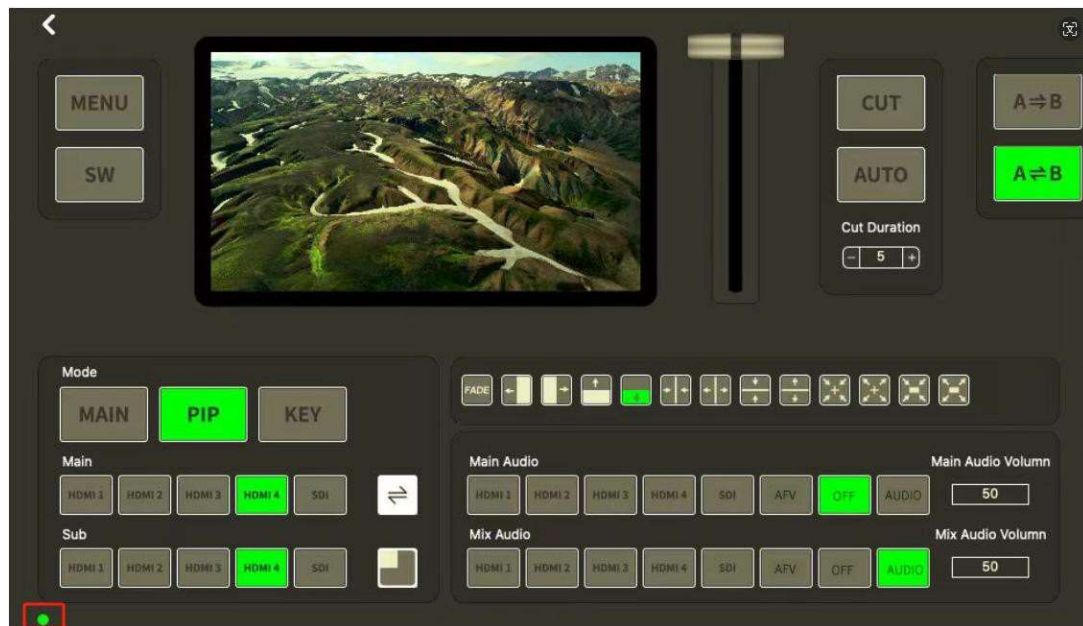 MENU
SW
CUT
AUTO
Cut Duration
- 5 +
A⇌B
A⇌B
Mode
MAIN PIP KEY
Main
HDMI 1 HDMI 2 HDMI 3 HDMI 4 SDI
Sub
HDMI 1 HDMI 2 HDMI 3 HDMI 4 SDI
FADE
Main Audio
Main Audio Volumn
HDMI 1 HDMI 2 HDMI 3 HDMI 4 SDI AFV OFF AUDIO 50
Mix Audio
Mix Audio Volumn
HDMI 1 HDMI 2 HDMI 3 HDMI 4 SDI AFV OFF AUDIO 50